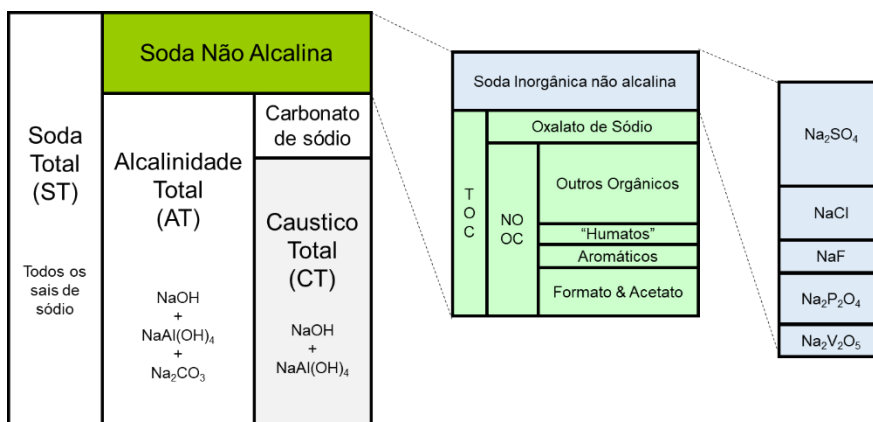 Soda
Total
(ST)
Todos os
sais de
sódio
Soda Não Alcalina
Alcalinidade
Total
(AT)
NaOH
+
NaAl(OH)₄
+
Na₂CO₃
Carbonato
de sódio
Caustico
Total
(CT)
NaOH
+
NaAl(OH)₄
Soda Inorgânica não alcalina
T
O
C
Oxalato de Sódio
NO
OC
Outros Orgânicos
“Humatos”
Aromáticos
Formato & Acetato
Na₂SO₄
NaCl
NaF
Na₂P₂O₄
Na₂V₂O₅